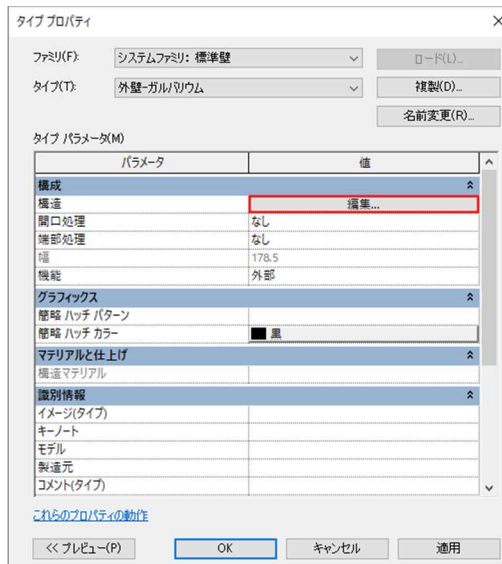 タイプ プロパティ
×
ファミリ(F): システムファミリ: 標準壁 ロード(L)...
タイプ(T): 外壁-ガルバリウム 複製(D)...
名前変更(R)...
タイプ パラメータ(M)
パラメータ 値
構成
構造 編集...
開口処理 なし
端部処理 なし
幅 178.5
機能 外部
グラフィックス
簡略 ハッチ パターン
簡略 ハッチ カラー 黒
マテリアルと仕上げ
構造マテリアル
識別情報
イメージ(タイプ)
キーノート
モデル
製造元
コメント(タイプ)
これらのプロパティの動作
<< プレビュー(P) OK キャンセル 適用